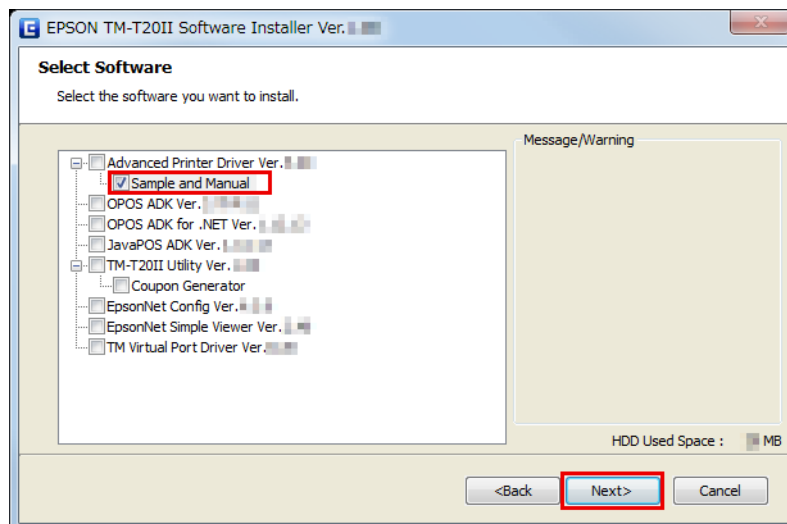 EPSON TM-T20II Software Installer Ver.
Select Software
Select the software you want to install.
Message/Warning
Advanced Printer Driver Ver.
Sample and Manual
OPOS ADK Ver.
OPOS ADK for .NET Ver.
JavaPOS ADK Ver.
TM-T20II Utility Ver.
Coupon Generator
EpsonNet Config Ver.
EpsonNet Simple Viewer Ver.
TM Virtual Port Driver Ver.
HDD Used Space : MB
<Back Next> Cancel